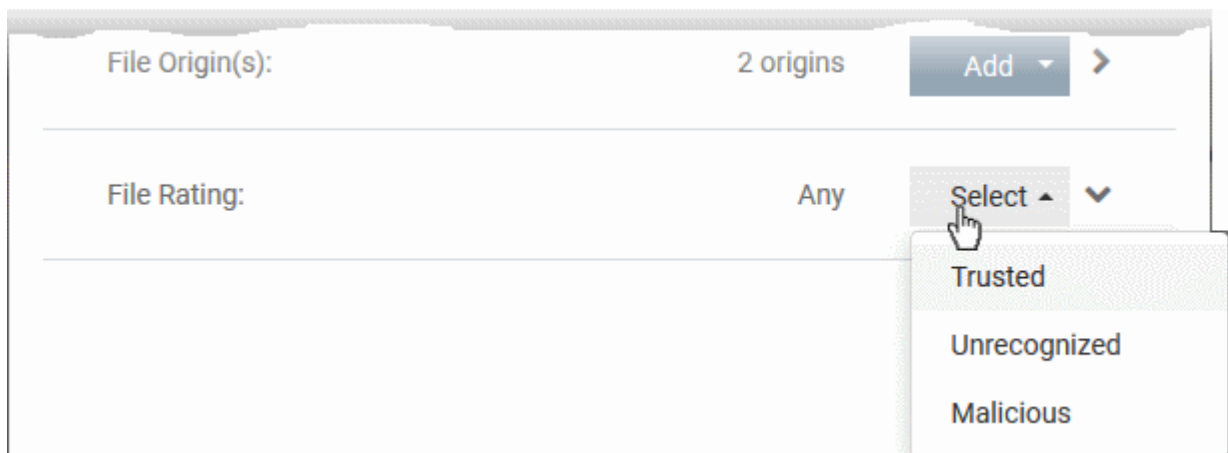 File Origin(s): 2 origins Add
File Rating: Any Select
Trusted
Unrecognized
Malicious